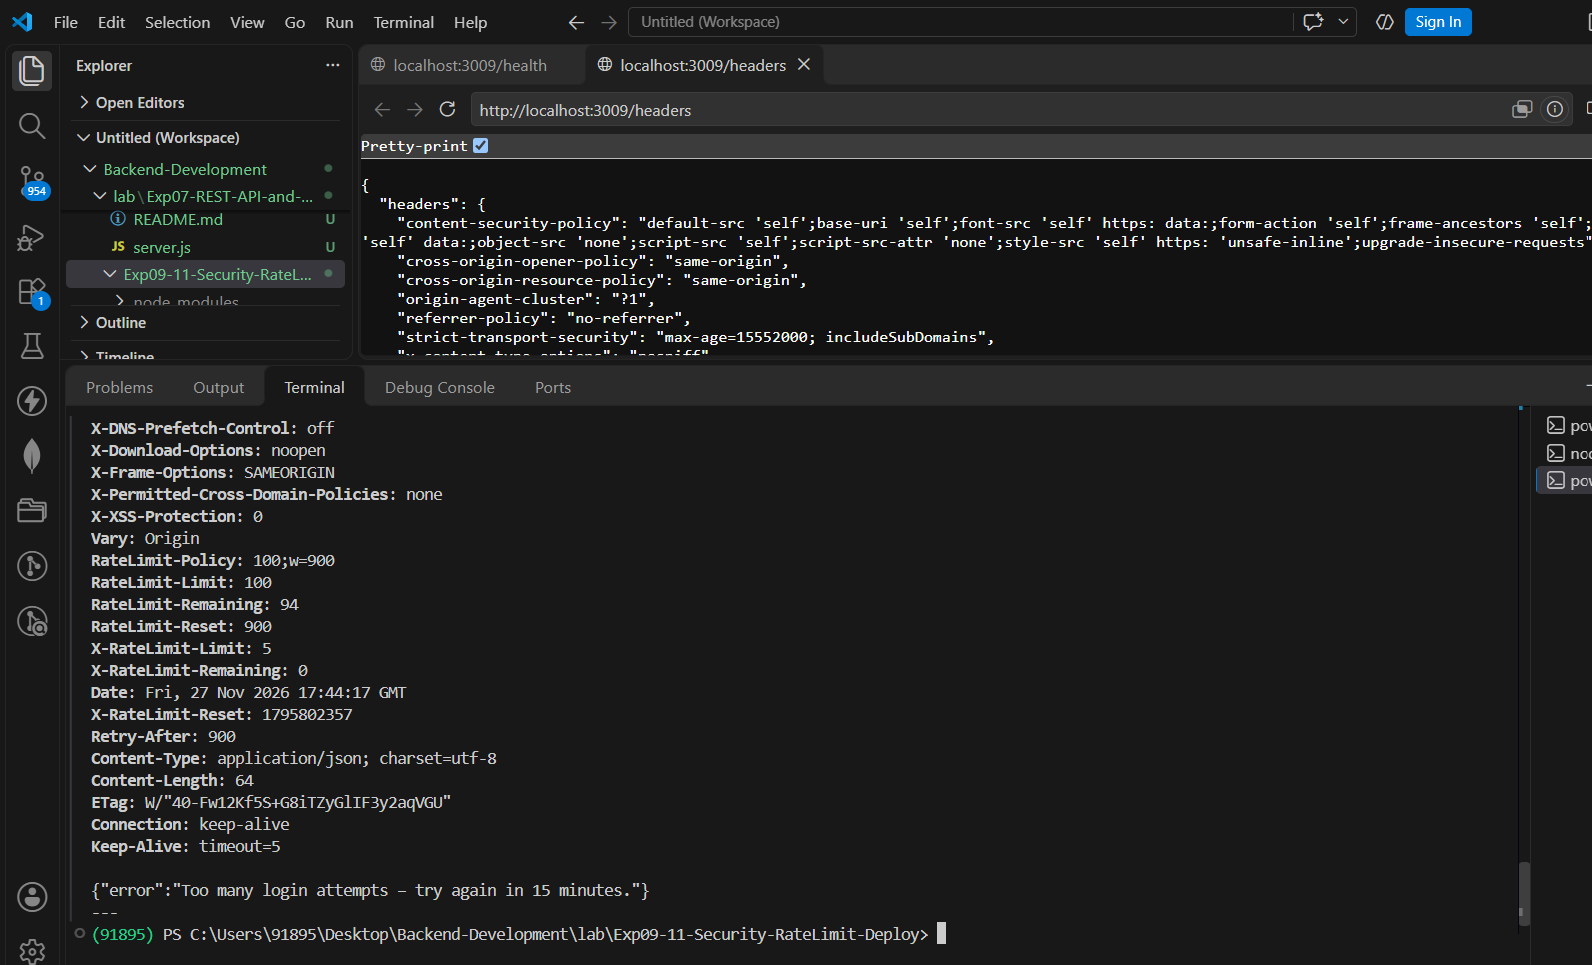 File Edit Selection View Go Run Terminal Help
Untitled (Workspace)
Sign In
Explorer
Open Editors
Untitled (Workspace)
Backend-Development
lab\Exp07-REST-API-and-...
README.md U
JS server.js U
Exp09-11-Security-RateL...
node_modules
Outline
Timeline
954
1
localhost:3009/health
localhost:3009/headers
http://localhost:3009/headers
Pretty-print
{
"headers": {
"content-security-policy": "default-src 'self';base-uri 'self';font-src 'self' https: data:;form-action 'self';frame-ancestors 'self';
'self' data:;object-src 'none';script-src 'self';script-src-attr 'none';style-src 'self' https: 'unsafe-inline';upgrade-insecure-requests"
"cross-origin-opener-policy": "same-origin",
"cross-origin-resource-policy": "same-origin",
"origin-agent-cluster": "?1",
"referrer-policy": "no-referrer",
"strict-transport-security": "max-age=15552000; includeSubDomains",
"x-content-type-options": "nosniff"
Problems Output Terminal Debug Console Ports
X-DNS-Prefetch-Control: off
X-Download-Options: noopen
X-Frame-Options: SAMEORIGIN
X-Permitted-Cross-Domain-Policies: none
X-XSS-Protection: 0
Vary: Origin
RateLimit-Policy: 100;w=900
RateLimit-Limit: 100
RateLimit-Remaining: 94
RateLimit-Reset: 900
X-RateLimit-Limit: 5
X-RateLimit-Remaining: 0
Date: Fri, 27 Nov 2026 17:44:17 GMT
X-RateLimit-Reset: 1795802357
Retry-After: 900
Content-Type: application/json; charset=utf-8
Content-Length: 64
ETag: W/"40-Fw12Kf5S+G8iTZyGlIF3y2aqVGU"
Connection: keep-alive
Keep-Alive: timeout=5
{"error":"Too many login attempts – try again in 15 minutes."}
---
(91895) PS C:\Users\91895\Desktop\Backend-Development\lab\Exp09-11-Security-RateLimit-Deploy>
pow
nod
pow